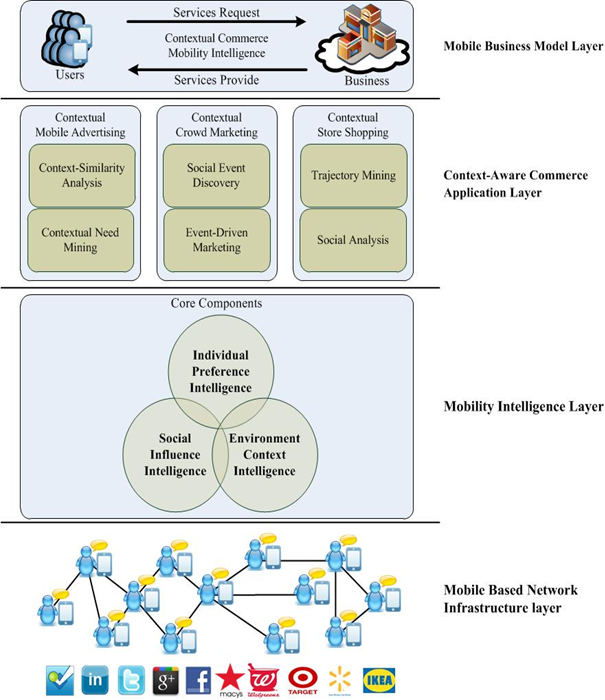 Services Request
Contextual Commerce
Mobility Intelligence
Users
Services Provide
Business
Mobile Business Model Layer
Contextual
Mobile Advertising
Context-Similarity
Analysis
Contextual Need
Mining
Contextual
Crowd Marketing
Social Event
Discovery
Event-Driven
Marketing
Contextual
Store Shopping
Trajectory Mining
Social Analysis
Context-Aware Commerce
Application Layer
Core Components
Individual
Preference
Intelligence
Social
Influence
Intelligence
Environment
Context
Intelligence
Mobility Intelligence Layer
Mobile Based Network
Infrastructure layer
in
t
g+
f
macys
W
Walgreens
TARGET
IKEA